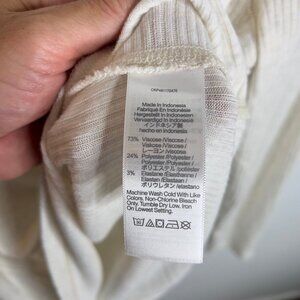 Made in Indonesia
Fabriqué en Indonésie
Hergestellt in Indonesien
Vervaardigd in Indonesië
インドネシア製
hecho en Indonesia
73% Viscose/Viscose/
Viskose/Viscose/
レーヨン/viscosa
24% Polyester/Polyester/
Polyester/Polyester/
ポリエステル/poliéster
3% Elastane/Elasthanne/
Elastan/Elastaan/
ポリウレタン/elastano
Machine Wash Cold With Like
Colors, Non-Chlorine Bleach
Only, Tumble Dry Low, Iron
On Lowest Setting.